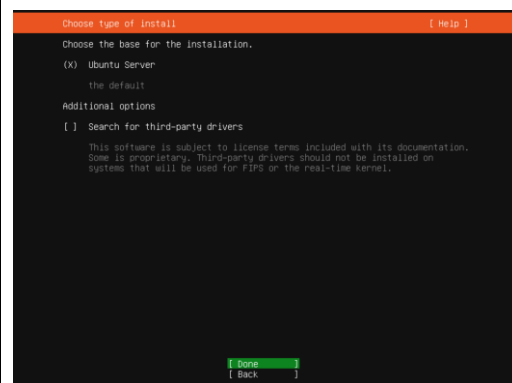 Choose type of install [ Help ]
Choose the base for the installation.
(X) Ubuntu Server
the default
Additional options
[ ] Search for third-party drivers
This software is subject to license terms included with its documentation.
Some is proprietary. Third-party drivers should not be installed on
systems that will be used for FIPS or the real-time kernel.
[ Done ]
[ Back ]